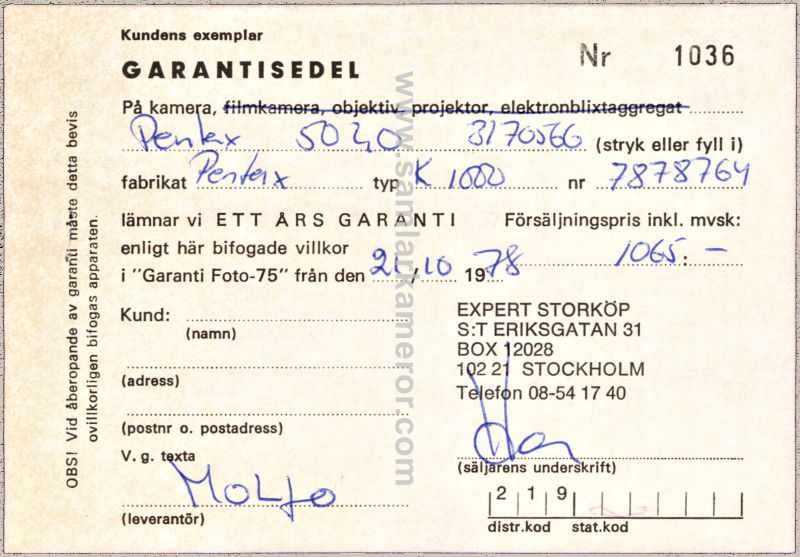 Kundens exemplar
GARANTISEDEL
Nr 1036
På kamera, filmkamera, objektiv projektor, elektronblixtaggregat
Pentax 50 40 3170566 (stryk eller fyll i)
fabrikat Pentax typ K 1000 nr 7878764
lämnar vi ETT ÅRS GARANTI Försäljningspris inkl. mvsk:
enligt här bifogade villkor 1065:-
i "Garanti Foto-75" från den 21/10 1978
Kund:
(namn)
(adress)
(postnr o. postadress)
V. g. texta
(leverantör)
EXPERT STORKÖP
S:T ERIKSGATAN 31
BOX 12028
102 21 STOCKHOLM
Telefon 08-54 17 40
(säljarens underskrift)
2 1 9
distr.kod stat.kod
OBS! Vid åberopande av garanti måste detta bevis
ovillkorligen bifogas apparaten.
www.samlarkameror.com